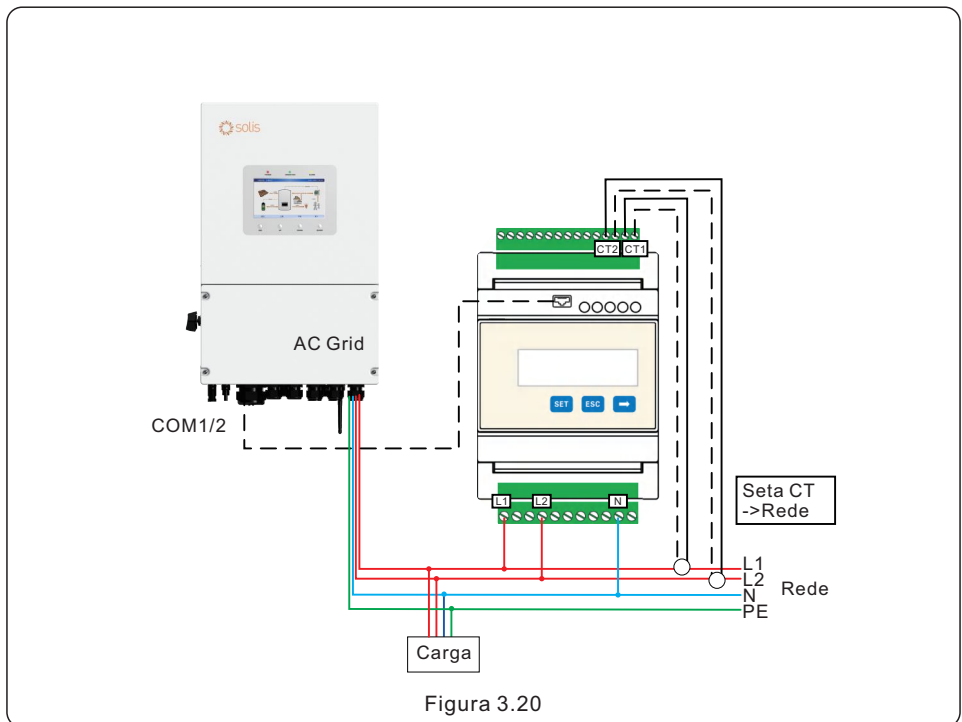 solis
CT2
CT1
AC Grid
SET
ESC
COM1/2
L1
L2
N
Seta CT
->Rede
L1
L2
N
PE
Rede
Carga
Figura 3.20